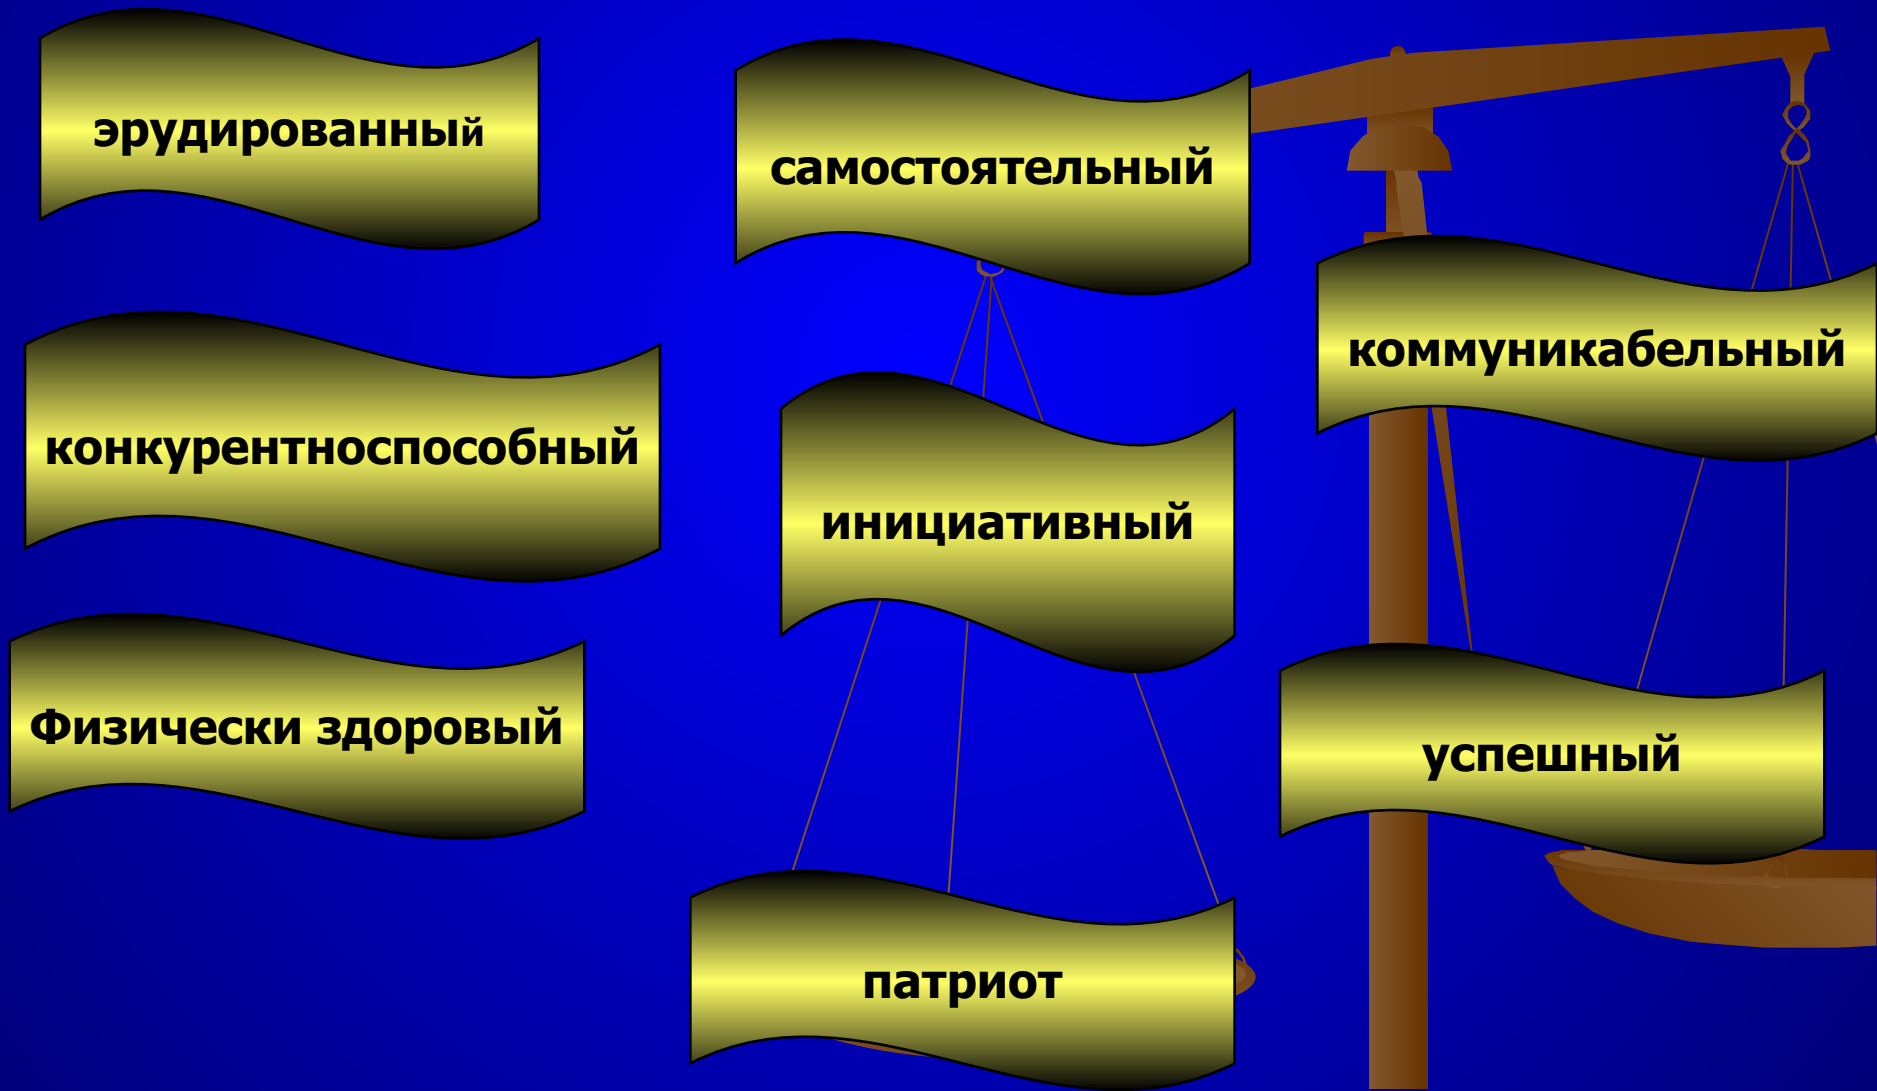 эрудированный
самостоятельный
коммуникабельный
конкурентноспособный
инициативный
Физически здоровый
успешный
патриот